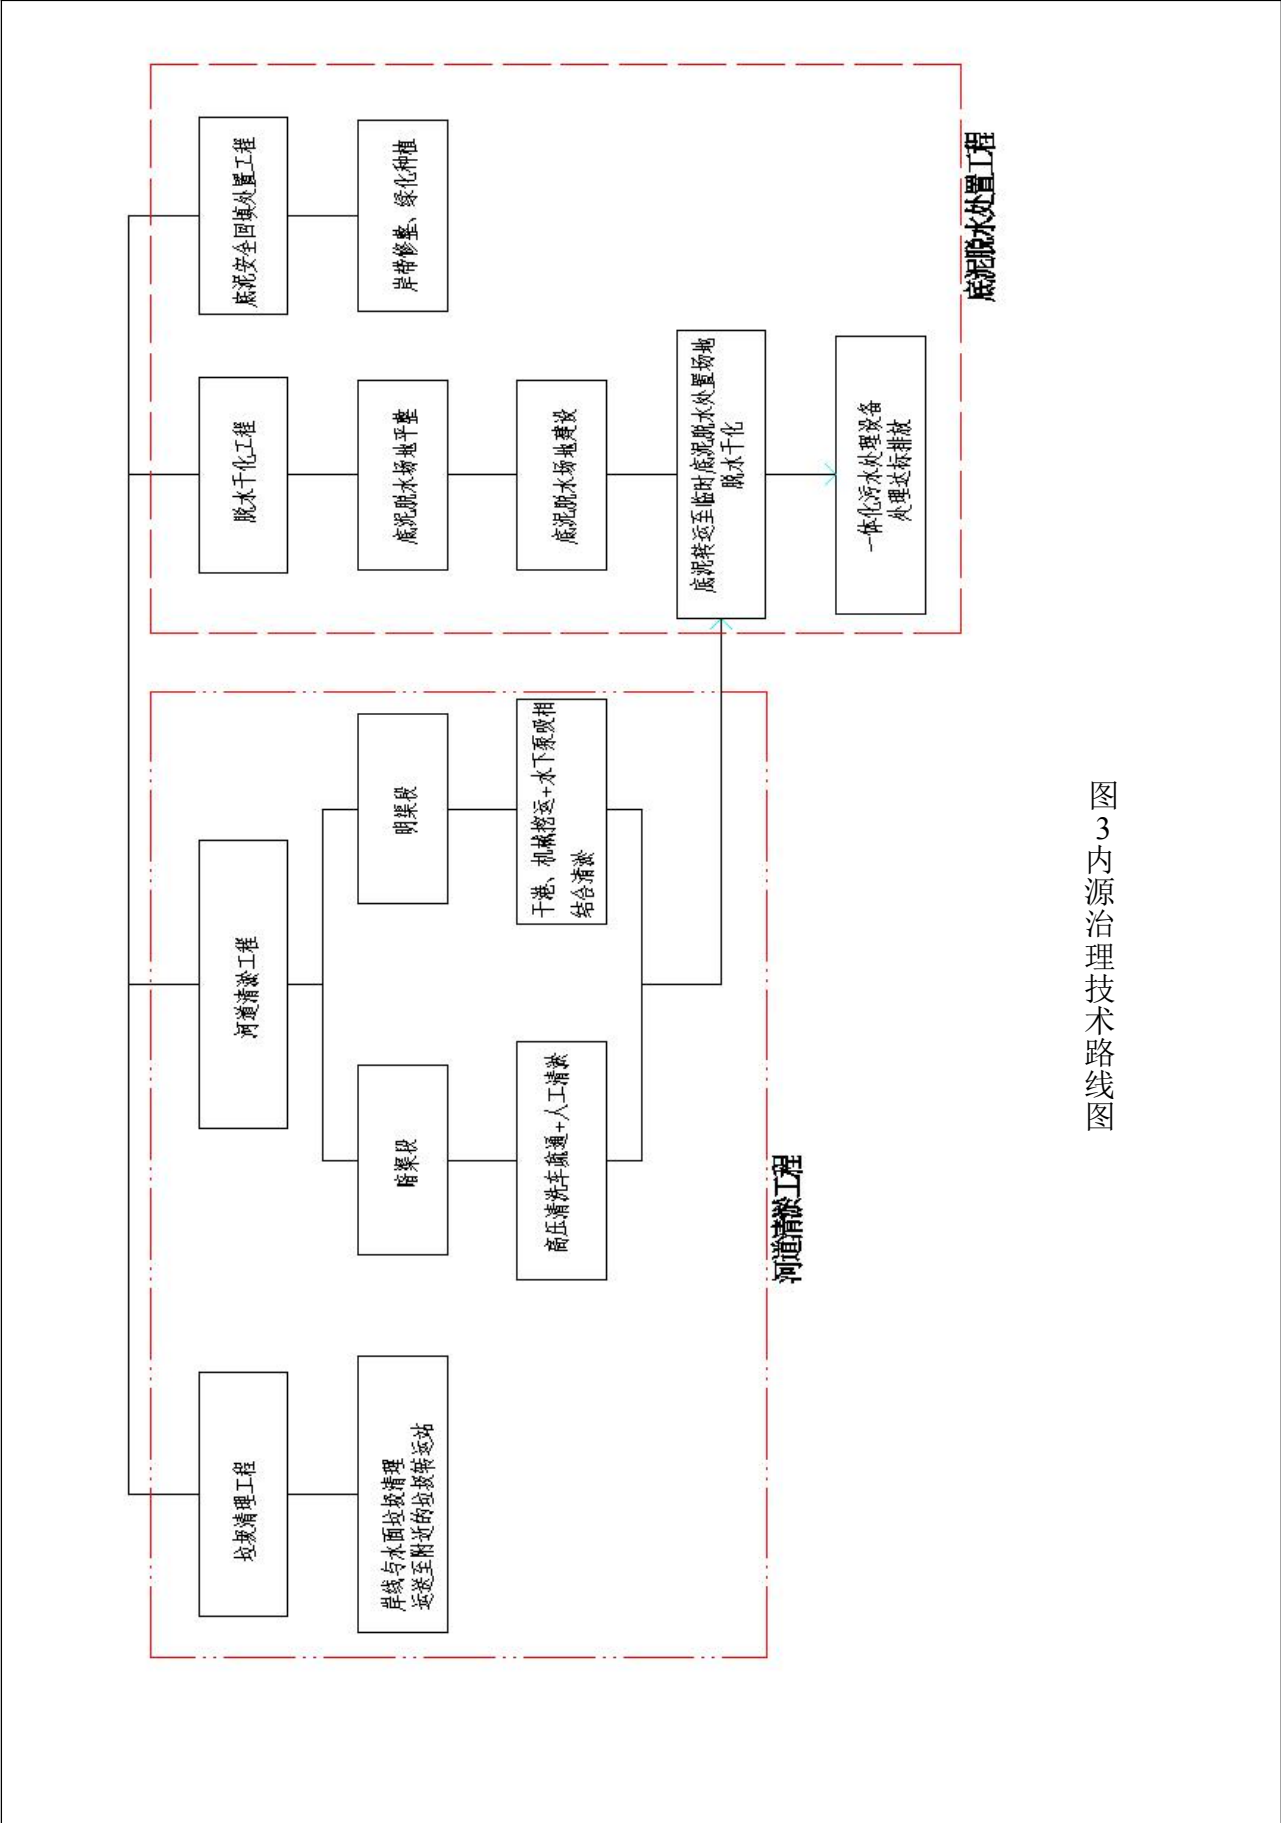 垃圾清理工程
河道清淤工程
脱水干化工程
底泥安全回填处置工程
岸线与水面垃圾清理
运送至附近的垃圾转运站
暗渠段
明渠段
底泥脱水场地平整
岸带修整、绿化种植
高压清洗车疏通+人工清淤
干港、机械挖运+水下泵吸相
结合清淤
底泥脱水场地建设
底泥转运至临时底泥脱水处置场地
脱水干化
一体化污水处理设备
处理达标排放
河道清淤工程
底泥脱水处置工程
图3内源治理技术路线图